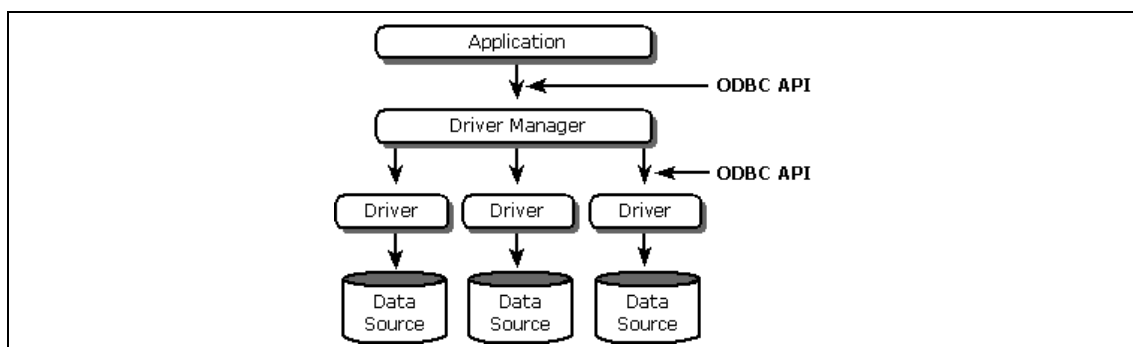 Application
ODBC API
Driver Manager
ODBC API
Driver
Driver
Driver
Data
Source
Data
Source
Data
Source